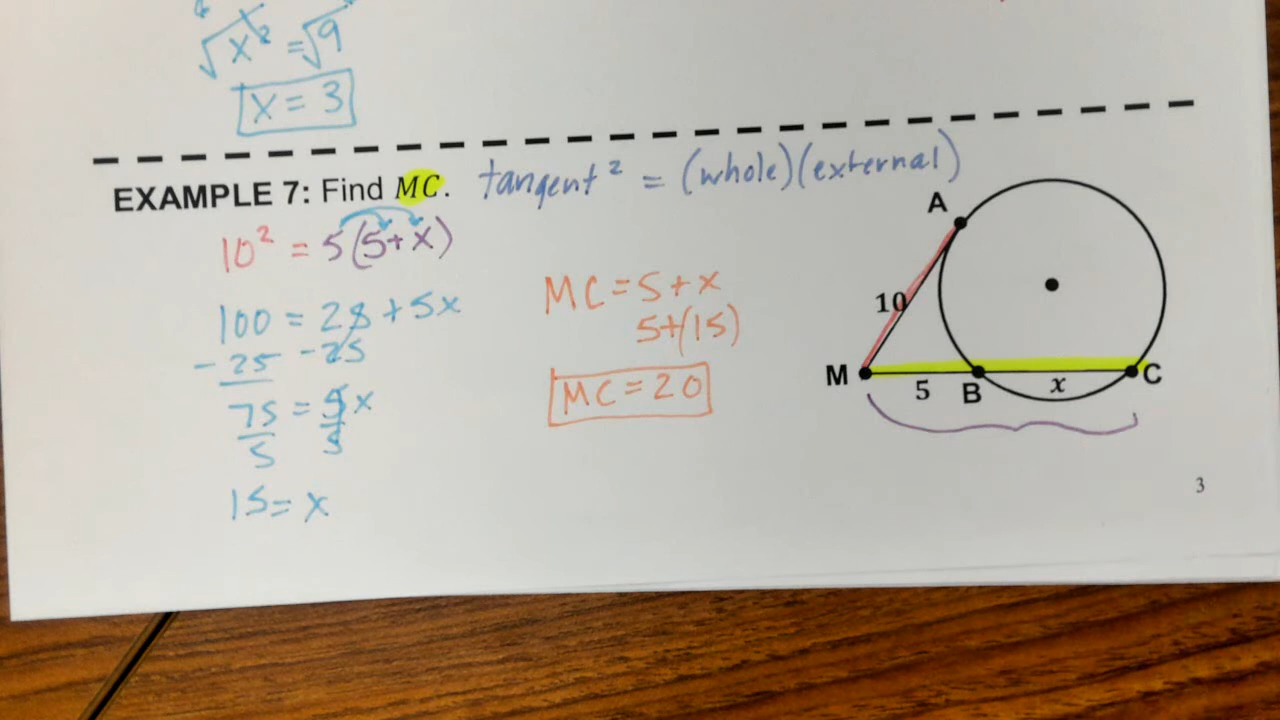 √x² = √9
x = 3
EXAMPLE 7: Find MC. tangent² = (whole)(external)
10² = 5(5+x)
100 = 25 + 5x
-25 -25
75 = 5x
5 5
15 = x
MC = 5+x
5+(15)
MC = 20
A
10
M
5
B
x
C
3